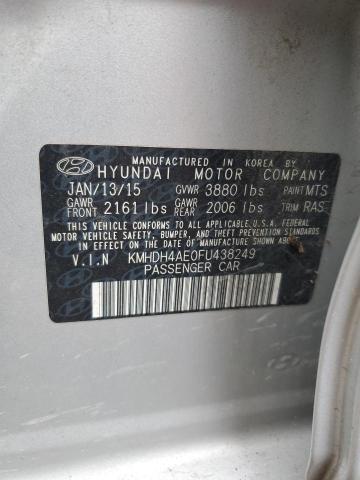 MANUFACTURED IN KOREA BY
HYUNDAI MOTOR COMPANY
JAN/13/15 GVWR 3880 lbs PAINT MTS
GAWR FRONT 2161 lbs GAWR REAR 2006 lbs TRIM RAS
THIS VEHICLE CONFORMS TO ALL APPLICABLE U.S.A. FEDERAL
MOTOR VEHICLE SAFETY, BUMPER, AND THEFT PREVENTION
STANDARDS IN EFFECT ON THE DATE OF MANUFACTURE SHOWN ABOVE.
V.I.N KMHDH4AE0FU438249
PASSENGER CAR